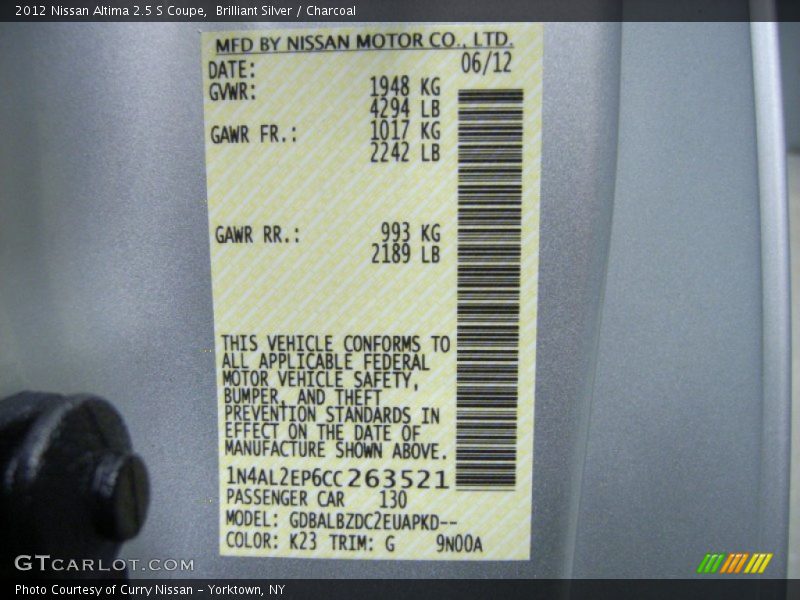 2012 Nissan Altima 2.5 S Coupe,  Brilliant Silver / Charcoal
MFD BY NISSAN MOTOR CO., LTD.
DATE: 06/12
GVWR: 1948 KG
4294 LB
GAWR FR.: 1017 KG
2242 LB
GAWR RR.: 993 KG
2189 LB
THIS VEHICLE CONFORMS TO
ALL APPLICABLE FEDERAL
MOTOR VEHICLE SAFETY,
BUMPER, AND THEFT
PREVENTION STANDARDS IN
EFFECT ON THE DATE OF
MANUFACTURE SHOWN ABOVE.
1N4AL2EP6CC263521
PASSENGER CAR 130
MODEL: GDBALBZDC2EUAPKD--
COLOR: K23 TRIM: G 9N00A
GTCARLOT.COM
Photo Courtesy of Curry Nissan - Yorktown, NY